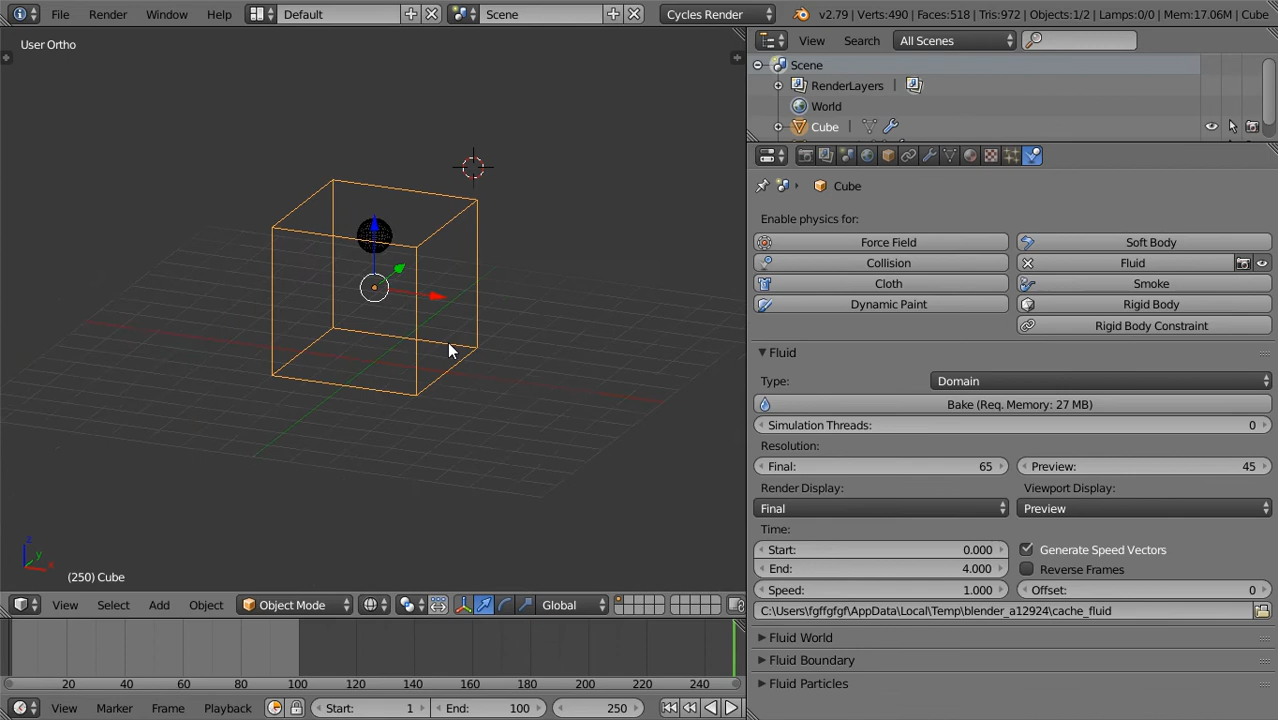 File Render Window Help Default Scene Cycles Render v2.79 | Verts:490 | Faces:518 | Tris:972 | Objects:1/2 | Lamps:0/0 | Mem:17.06M | Cube
User Ortho
View Search All Scenes
Scene
RenderLayers
World
Cube
Cube
Enable physics for:
Force Field Soft Body
Collision Fluid
Cloth Smoke
Dynamic Paint Rigid Body
Rigid Body Constraint
Fluid
Type: Domain
Bake (Req. Memory: 27 MB)
Simulation Threads: 0
Resolution:
Final: 65 Preview: 45
Render Display: Viewport Display:
Final Preview
Time:
Start: 0.000 Generate Speed Vectors
End: 4.000 Reverse Frames
Speed: 1.000 Offset: 0
C:\Users\fgffgfgf\AppData\Local\Temp\blender_a12924\cache_fluid
Fluid World
Fluid Boundary
Fluid Particles
z
y
x
(250) Cube
View Select Add Object Object Mode Global
20 40 60 80 100 120 140 160 180 200 220 240
View Marker Frame Playback Start: 1 End: 100 250